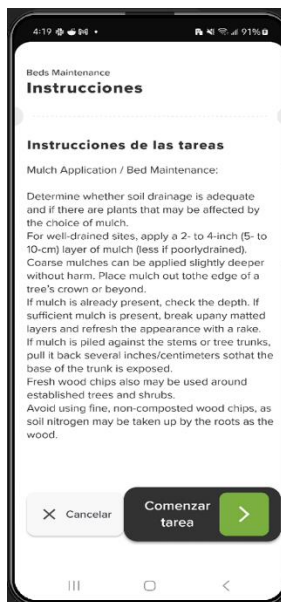 4:19
91%
Beds Maintenance
Instrucciones
Instrucciones de las tareas
Mulch Application / Bed Maintenance:
Determine whether soil drainage is adequate
and if there are plants that may be affected by
the choice of mulch.
For well-drained sites, apply a 2- to 4-inch (5- to
10-cm) layer of mulch (less if poorlydrained).
Coarse mulches can be applied slightly deeper
without harm. Place mulch out tothe edge of a
tree's crown or beyond.
If mulch is already present, check the depth. If
sufficient mulch is present, break upany matted
layers and refresh the appearance with a rake.
If mulch is piled against the stems or tree trunks,
pull it back several inches/centimeters sothat the
base of the trunk is exposed.
Fresh wood chips also may be used around
established trees and shrubs.
Avoid using fine, non-composted wood chips, as
soil nitrogen may be taken up by the roots as the
wood.
Cancelar
Comenzar
tarea